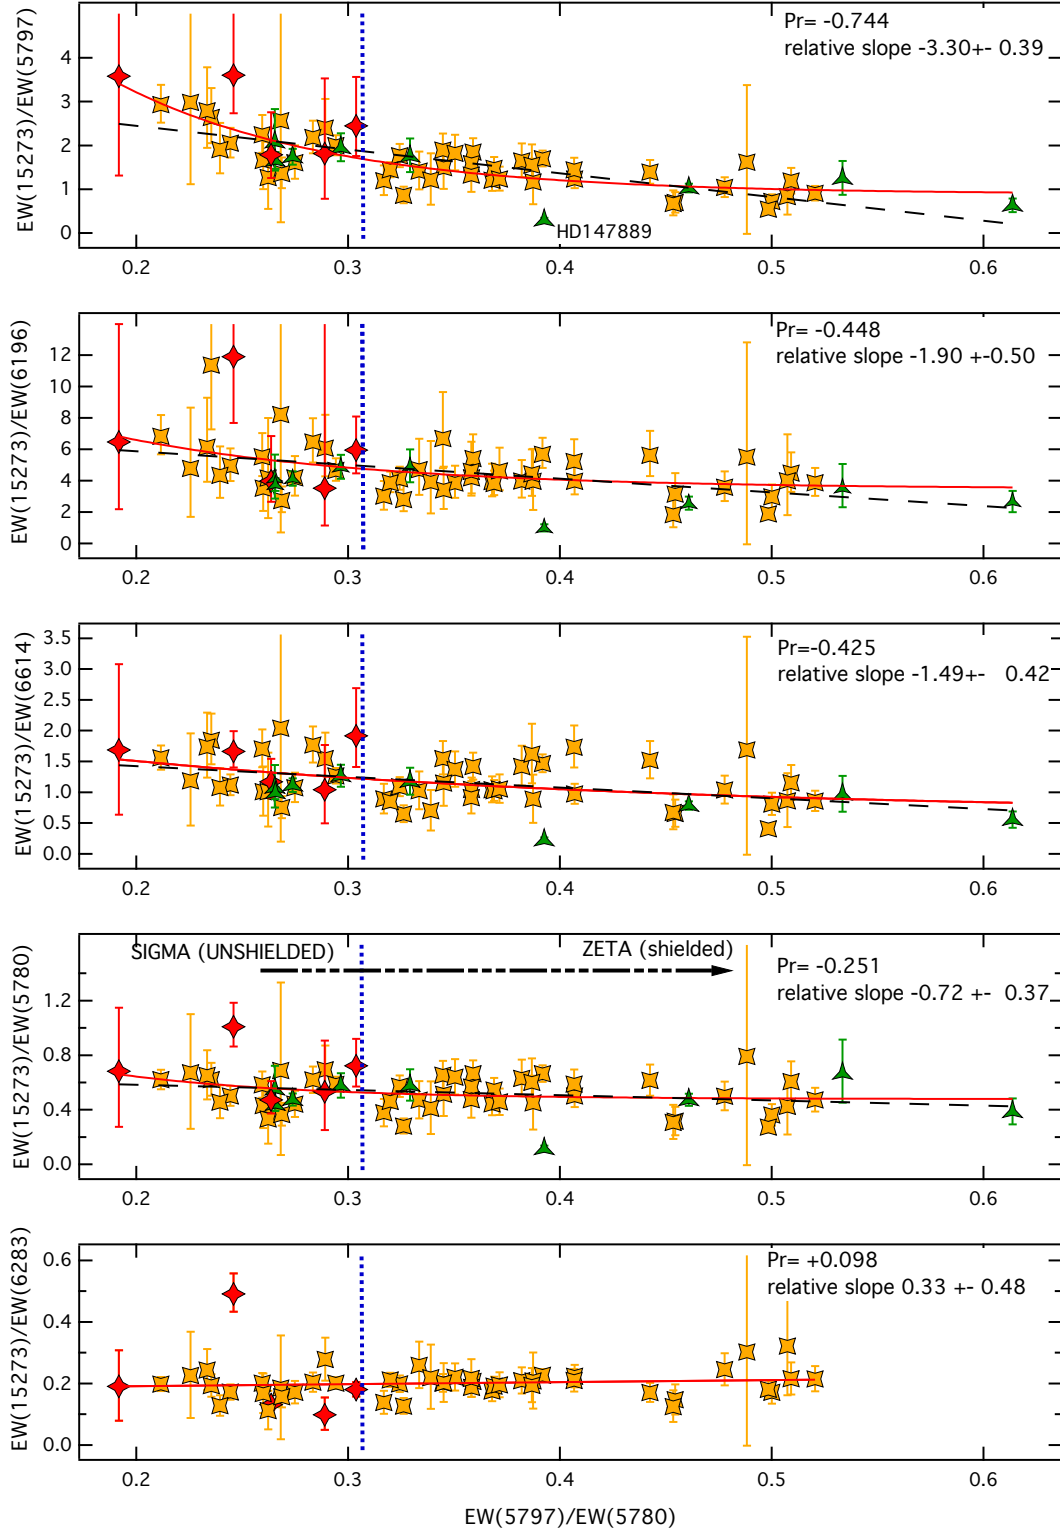 Pr= -0.744
relative slope -3.30+- 0.39
EW(15273)/EW(5797)
4
3
2
1
0
HD147889
0.2 0.3 0.4 0.5 0.6
Pr= -0.448
relative slope -1.90 +-0.50
EW(15273)/EW(6196)
12
10
8
6
4
2
0
0.2 0.3 0.4 0.5 0.6
Pr=-0.425
relative slope -1.49+- 0.42
EW(15273)/EW(6614)
3.5
3.0
2.5
2.0
1.5
1.0
0.5
0.0
0.2 0.3 0.4 0.5 0.6
SIGMA (UNSHIELDED) ZETA (shielded)
Pr= -0.251
relative slope -0.72 +- 0.37
EW(15273)/EW(5780)
1.2
0.8
0.4
0.0
0.2 0.3 0.4 0.5 0.6
Pr= +0.098
relative slope 0.33 +- 0.48
EW(15273)/EW(6283)
0.6
0.4
0.2
0.0
0.2 0.3 0.4 0.5 0.6
EW(5797)/EW(5780)